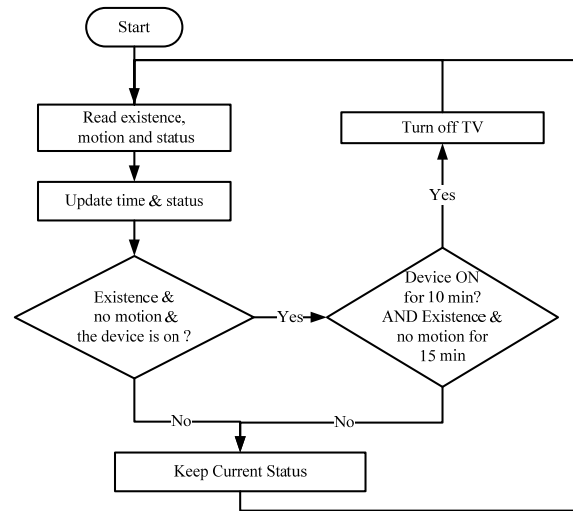 Start
Read existence,
motion and status
Update time & status
Existence &
no motion &
the device is on ?
Yes
Device ON
for 10 min?
AND Existence &
no motion for
15 min
Yes
Turn off TV
No
No
Keep Current Status